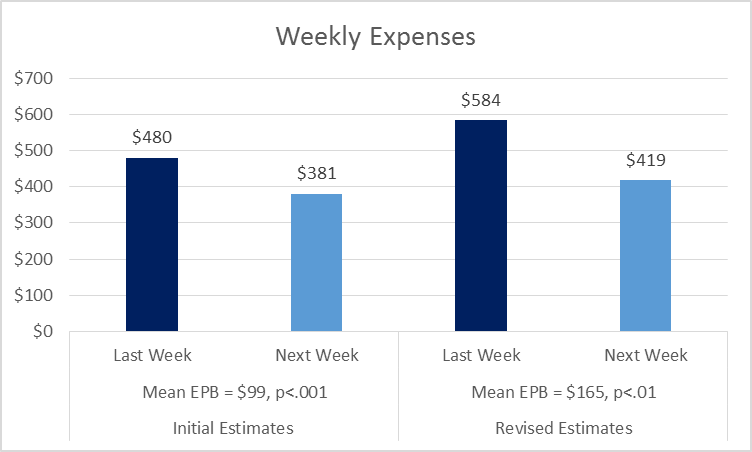 Weekly Expenses
$700
$600
$500
$400
$300
$200
$100
$0
$480
$381
$584
$419
Last Week
Next Week
Last Week
Next Week
Mean EPB = $99, p<.001
Mean EPB = $165, p<.01
Initial Estimates
Revised Estimates